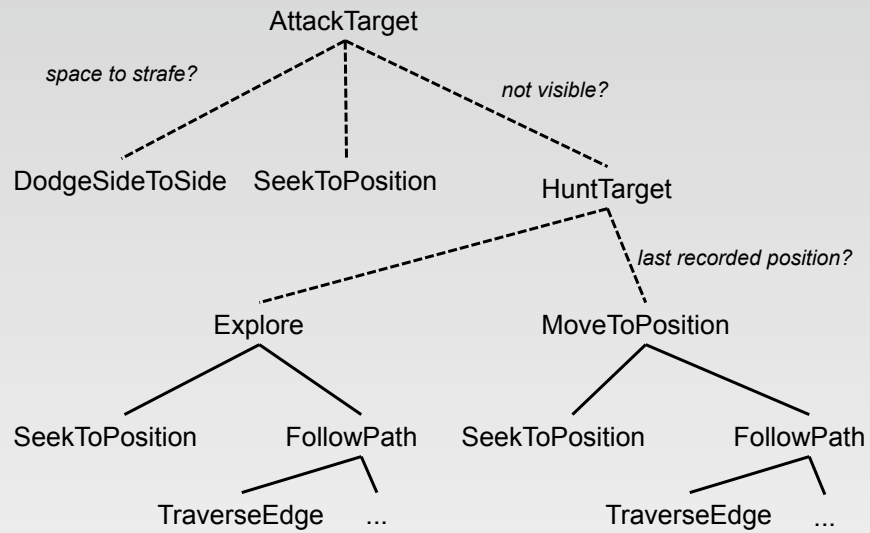 AttackTarget
space to strafe?
not visible?
DodgeSideToSide SeekToPosition
HuntTarget
last recorded position?
Explore MoveToPosition
SeekToPosition FollowPath SeekToPosition FollowPath
TraverseEdge ... TraverseEdge ...